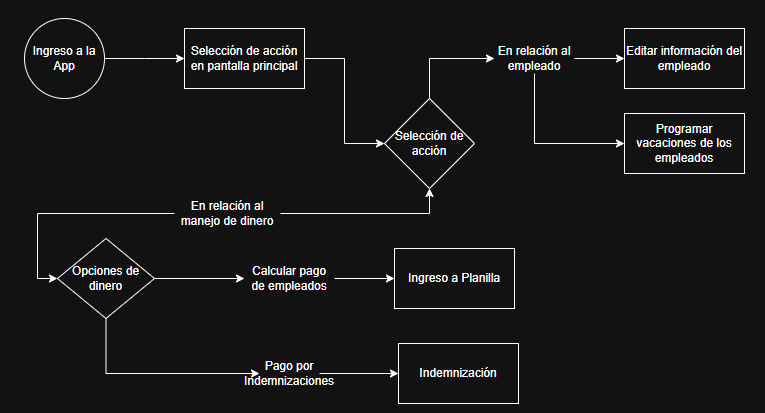 Ingreso a la
App
Selección de acción
en pantalla principal
En relación al
empleado
Editar información del
empleado
Selección de
acción
Programar
vacaciones de los
empleados
En relación al
manejo de dinero
Opciones de
dinero
Calcular pago
de empleados
Ingreso a Planilla
Pago por
Indemnizaciones
Indemnización